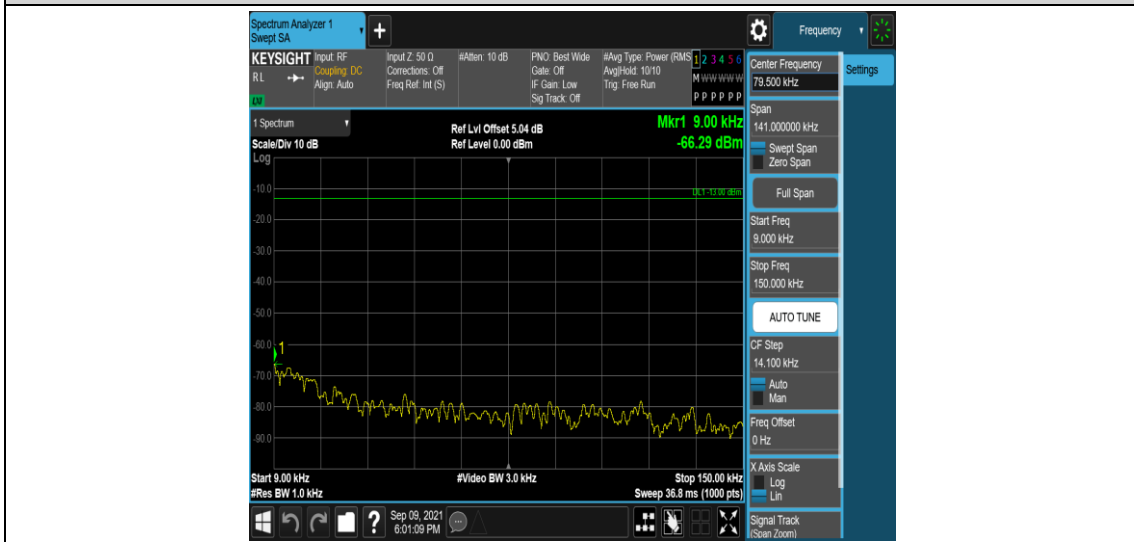 Spectrum Analyzer 1
Swept SA
+
Frequency
KEYSIGHT
RL
LXI
Input: RF
Coupling: DC
Align: Auto
Input Z: 50 Ω
Corrections: Off
Freq Ref: Int (S)
#Atten: 10 dB
PNO: Best Wide
Gate: Off
IF Gain: Low
Sig Track: Off
#Avg Type: Power (RMS
Avg|Hold: 10/10
Trig: Free Run
1 2 3 4 5 6
M W W W W W
P P P P P P
Center Frequency
79.500 kHz
Settings
Span
141.000000 kHz
Swept Span
Zero Span
Full Span
Start Freq
9.000 kHz
Stop Freq
150.000 kHz
AUTO TUNE
CF Step
14.100 kHz
Auto
Man
Freq Offset
0 Hz
X Axis Scale
Log
Lin
Signal Track
(Span Zoom)
1 Spectrum
Scale/Div 10 dB
Log
Ref Lvl Offset 5.04 dB
Ref Level 0.00 dBm
Mkr1 9.00 kHz
-66.29 dBm
DL1 -13.00 dBm
-10.0
-20.0
-30.0
-40.0
-50.0
-60.0
1
-70.0
-80.0
-90.0
Start 9.00 kHz
#Video BW 3.0 kHz
Stop 150.00 kHz
#Res BW 1.0 kHz
Sweep 36.8 ms (1000 pts)
?
Sep 09, 2021
6:01:09 PM